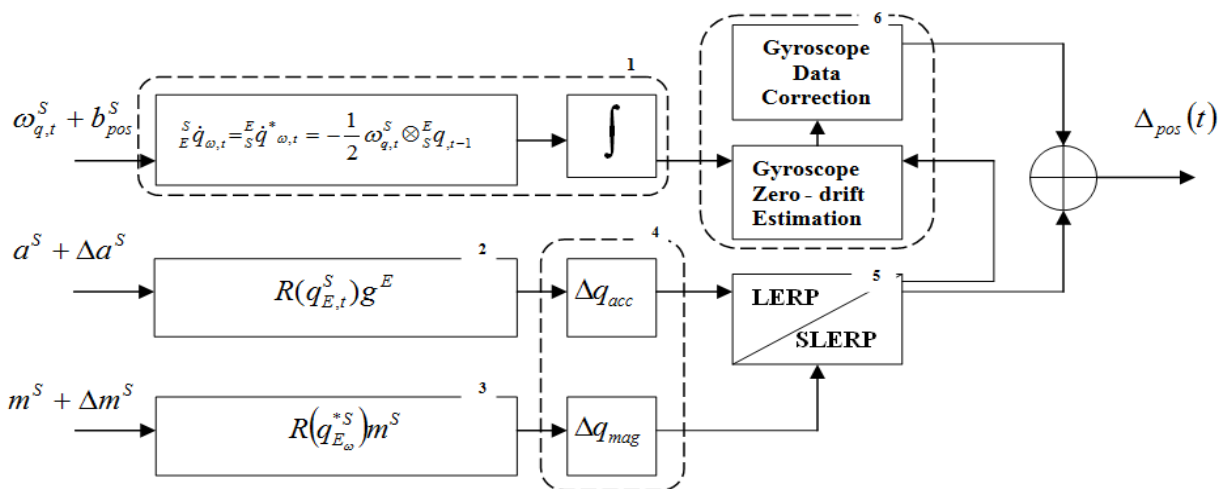 1
6
ω^S_{q,t} + b^S_{pos}
^S_E q̇_{ω,t} = ^E_S q̇*_{ω,t} = − 1/2 ω^S_{q,t} ⊗ ^E_S q_{,t−1}
∫
Gyroscope
Data
Correction
Gyroscope
Zero - drift
Estimation
Δ_{pos}(t)
a^S + Δa^S
2
R(q^S_{E,t})g^E
4
Δq_{acc}
5
LERP
SLERP
m^S + Δm^S
3
R(q^{*S}_{E_ω})m^S
Δq_{mag}